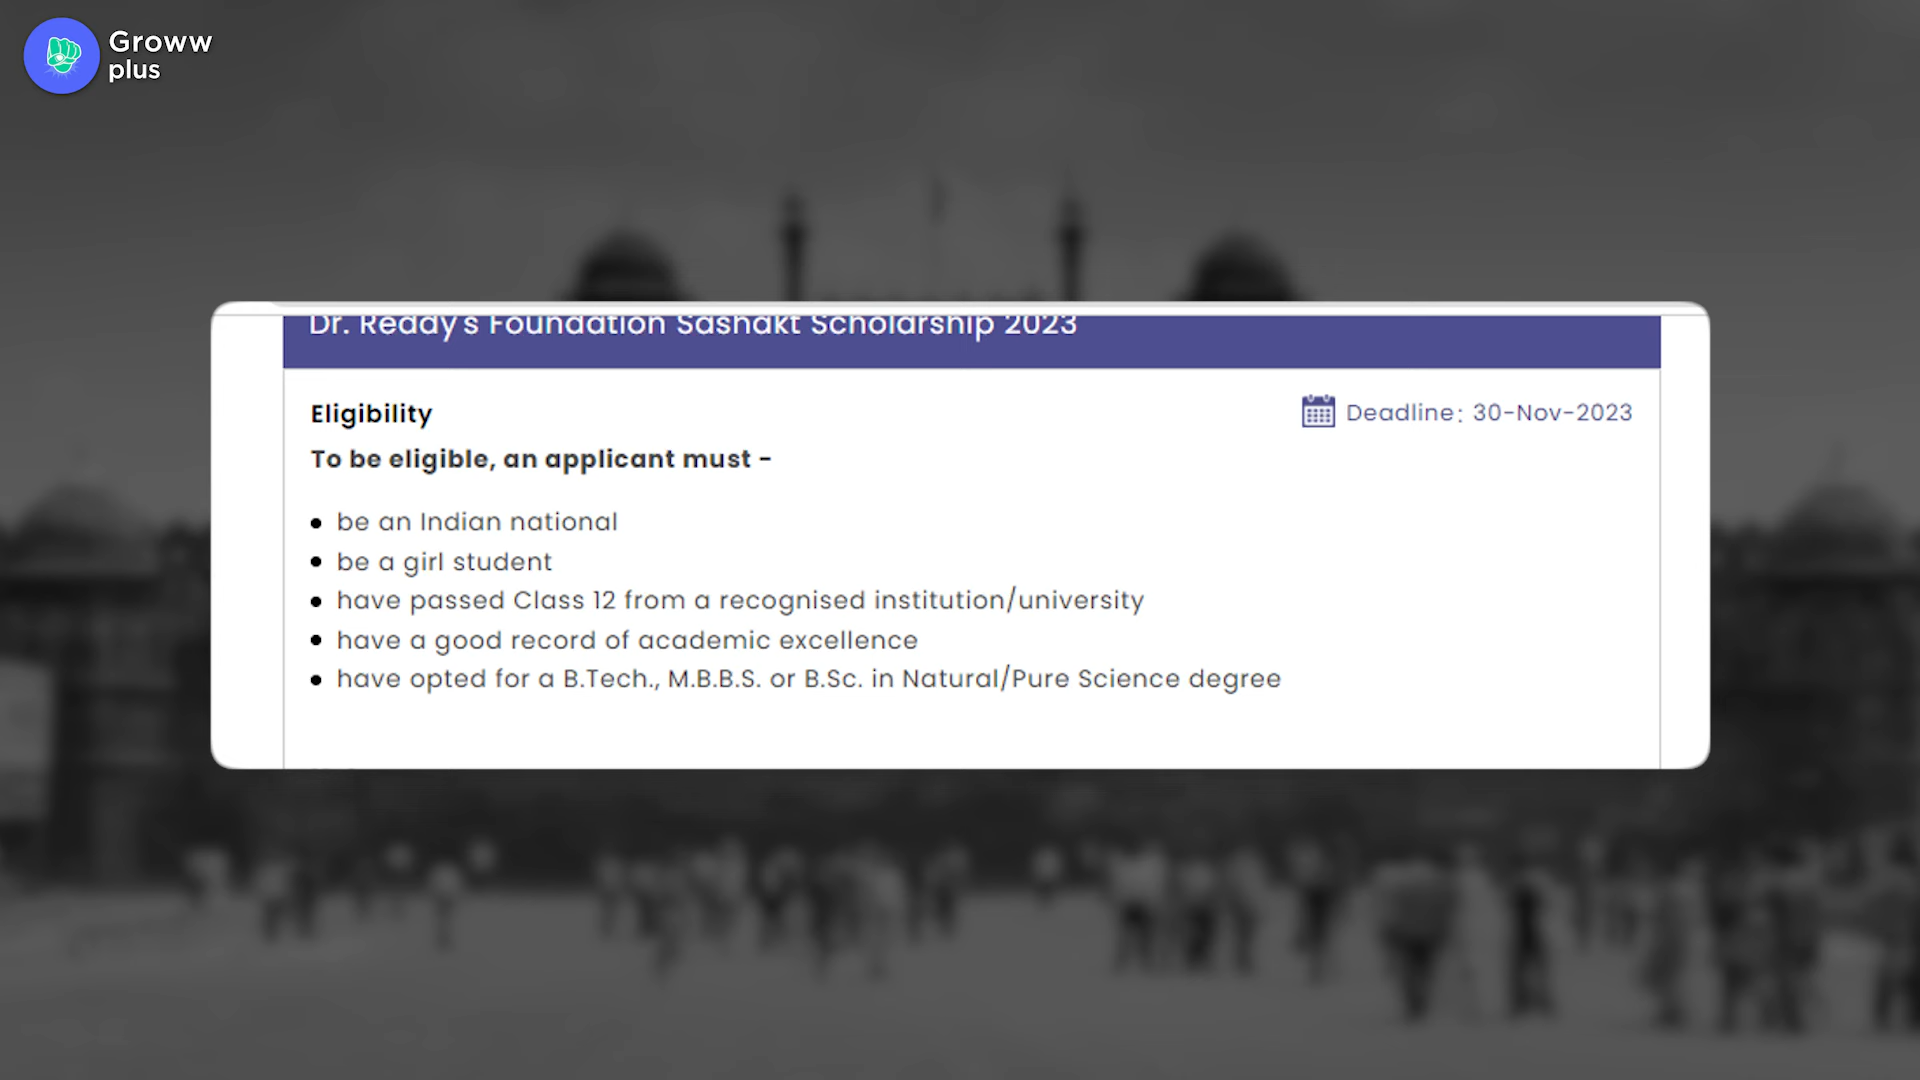 Groww
plus
Dr. Reddy's Foundation Sashakt Scholarship 2023
Eligibility
Deadline: 30-Nov-2023
To be eligible, an applicant must -
• be an Indian national
• be a girl student
• have passed Class 12 from a recognised institution/university
• have a good record of academic excellence
• have opted for a B.Tech., M.B.B.S. or B.Sc. in Natural/Pure Science degree